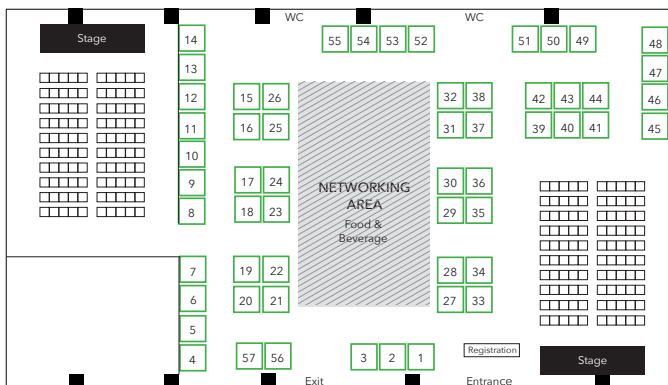 WC
WC
Stage
14
55 54 53 52
51 50 49
48
13
47
12
15 26
32 38
42 43 44
46
11
16 25
31 37
39 40 41
45
10
9
17 24
NETWORKING
AREA
Food &
Beverage
30 36
8
18 23
29 35
7
19 22
28 34
6
20 21
27 33
5
4
57 56
3 2 1
Registration
Stage
Exit
Entrance